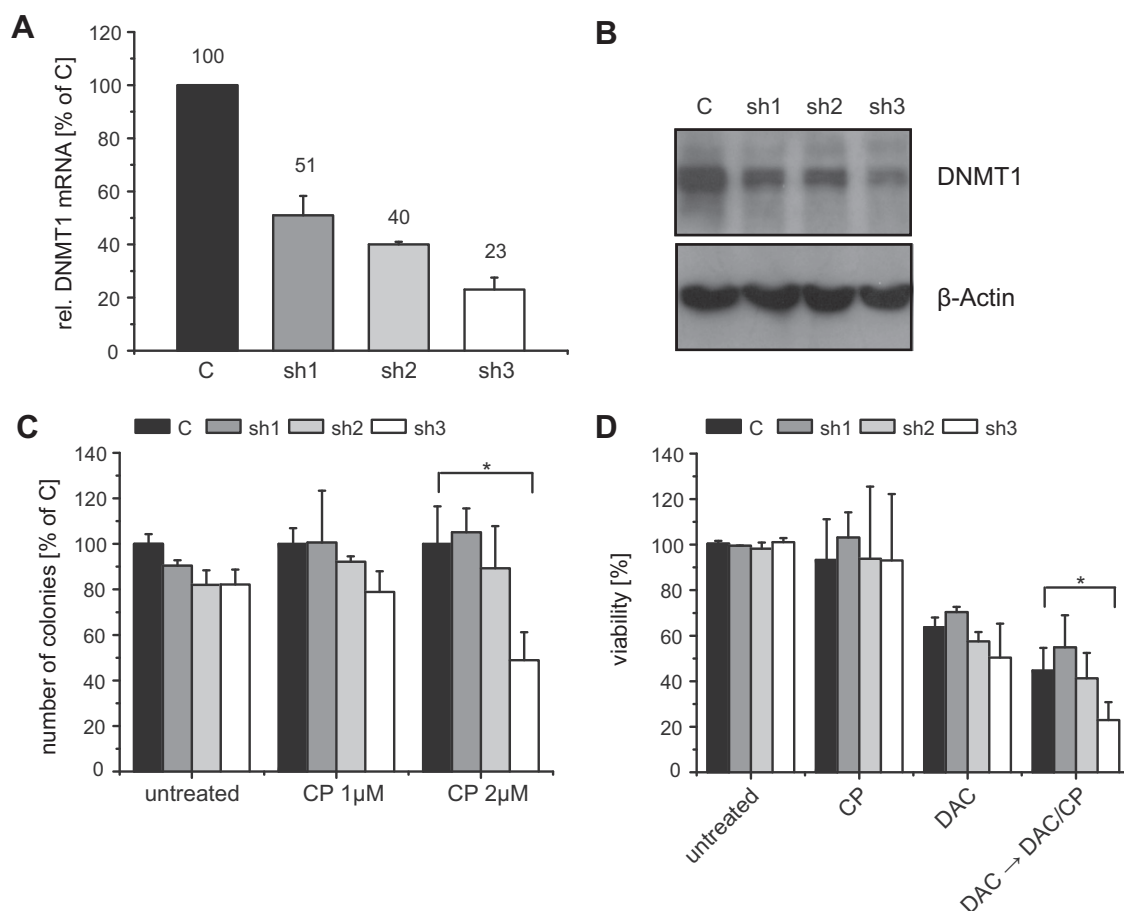 A
rel. DNMT1 mRNA [% of C]
120
100
80
60
40
20
0
100
51
40
23
C sh1 sh2 sh3
B
C sh1 sh2 sh3
DNMT1
β-Actin
C
C sh1 sh2 sh3
number of colonies [% of C]
140
120
100
80
60
40
20
0
*
untreated CP 1µM CP 2µM
D
C sh1 sh2 sh3
viability [%]
140
120
100
80
60
40
20
0
*
untreated
CP
DAC
DAC → DAC/CP